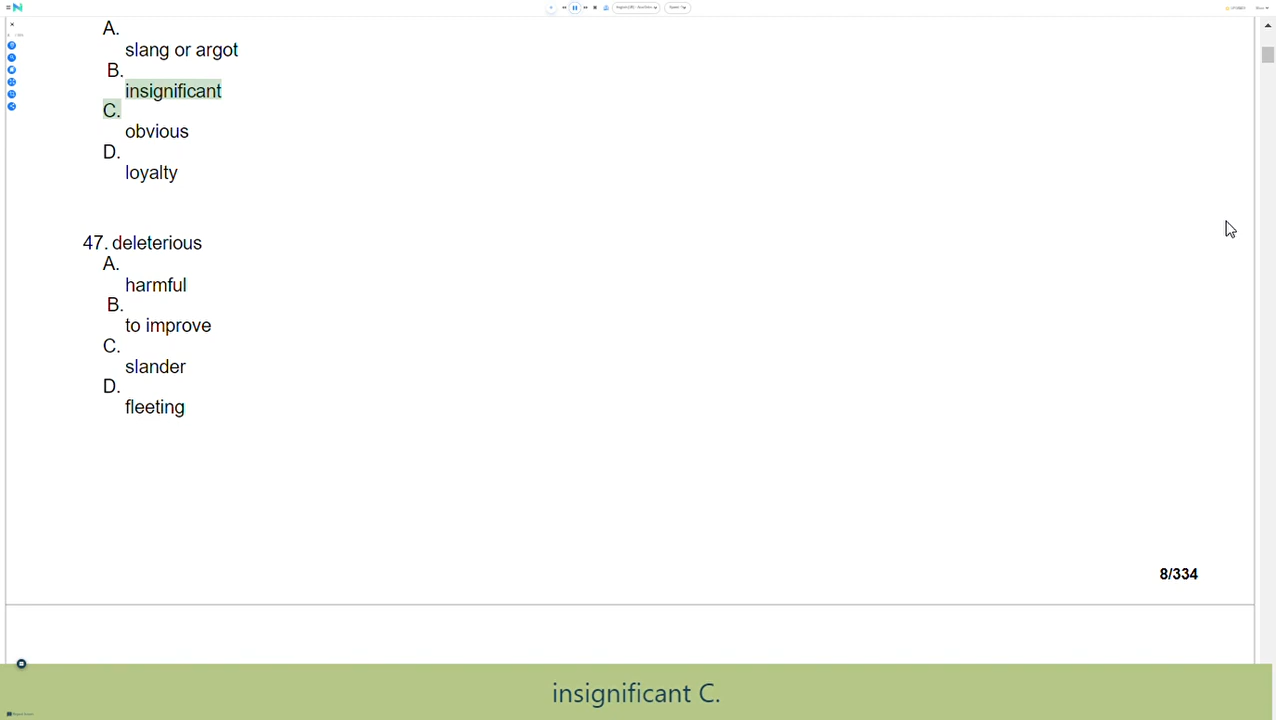 A.
slang or argot
B.
insignificant
C.
obvious
D.
loyalty
47. deleterious
A.
harmful
B.
to improve
C.
slander
D.
fleeting
8/334
insignificant C.